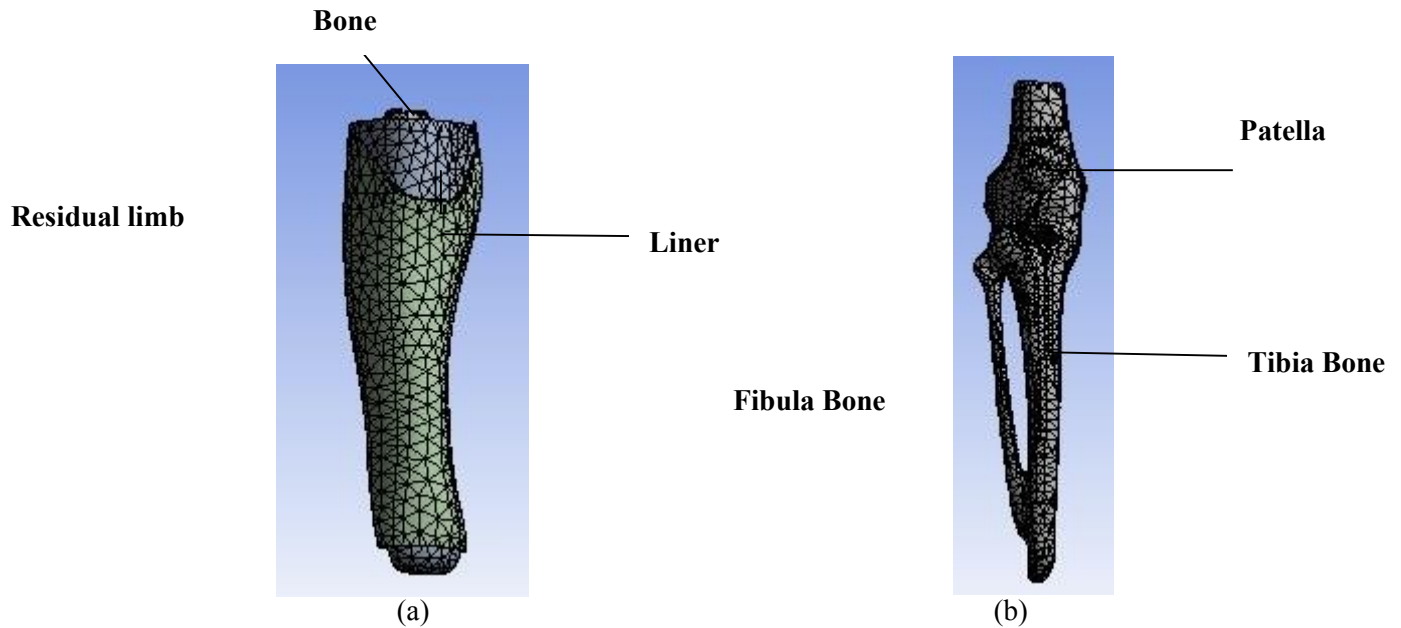 Bone
Patella
Residual limb
Liner
Tibia Bone
Fibula Bone
(a)
(b)